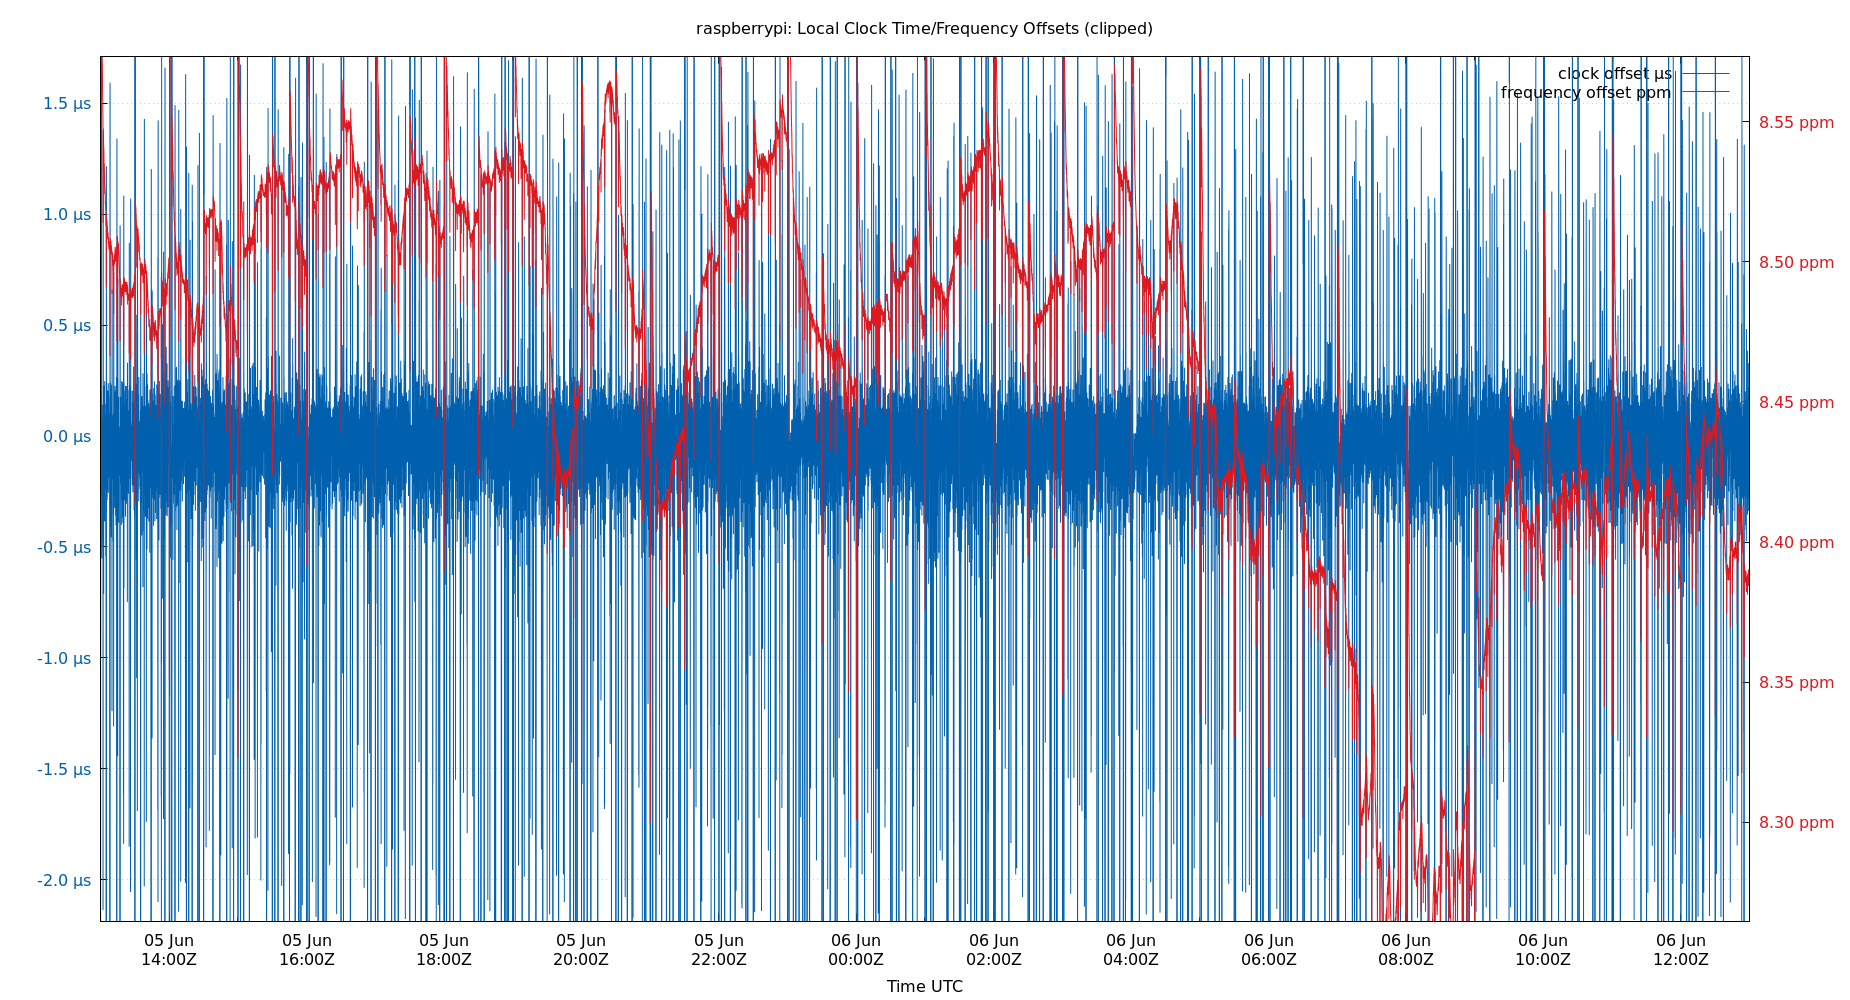 raspberrypi: Local Clock Time/Frequency Offsets (clipped)
clock offset µs
frequency offset ppm
1.5 µs
1.0 µs
0.5 µs
0.0 µs
-0.5 µs
-1.0 µs
-1.5 µs
-2.0 µs
8.55 ppm
8.50 ppm
8.45 ppm
8.40 ppm
8.35 ppm
8.30 ppm
05 Jun 05 Jun 05 Jun 05 Jun 05 Jun 06 Jun 06 Jun 06 Jun 06 Jun 06 Jun 06 Jun 06 Jun
14:00Z 16:00Z 18:00Z 20:00Z 22:00Z 00:00Z 02:00Z 04:00Z 06:00Z 08:00Z 10:00Z 12:00Z
Time UTC